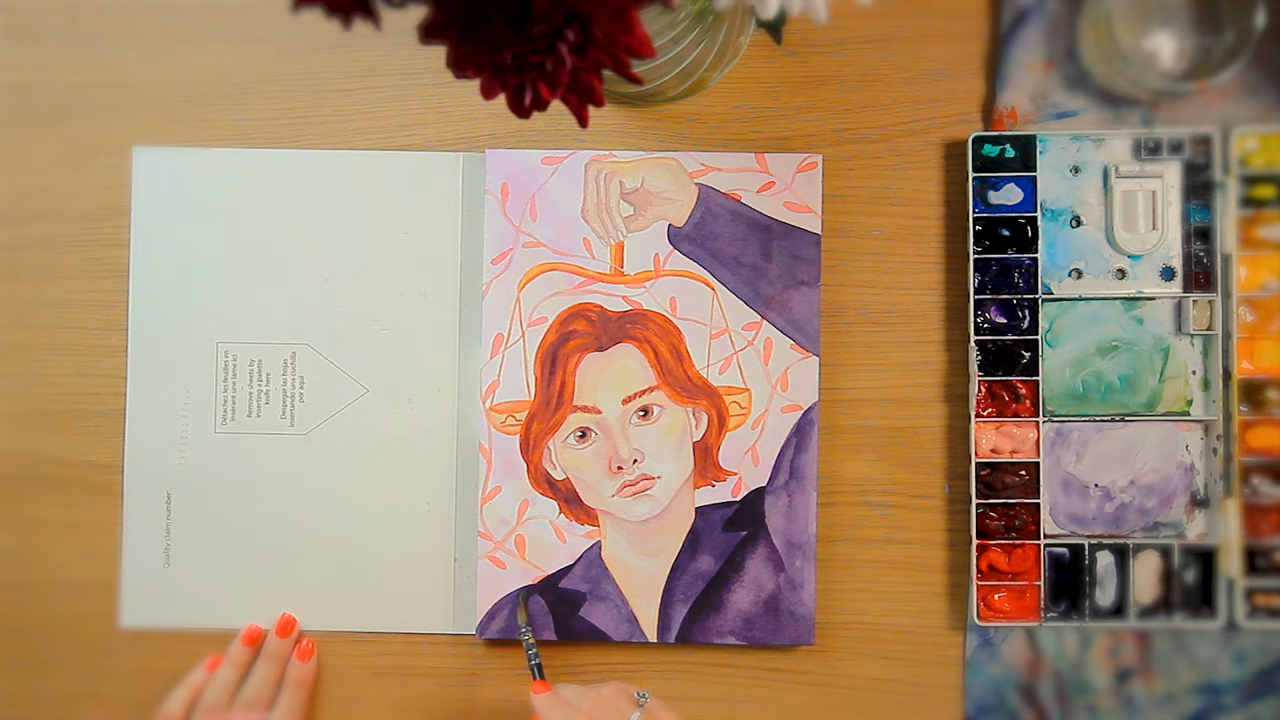 Détachez les feuilles en
insérant une lame ici
Remove sheets by
inserting a palette
knife here
Despegar las hojas
insertando una cuchilla
por aquí
Quality claim number: